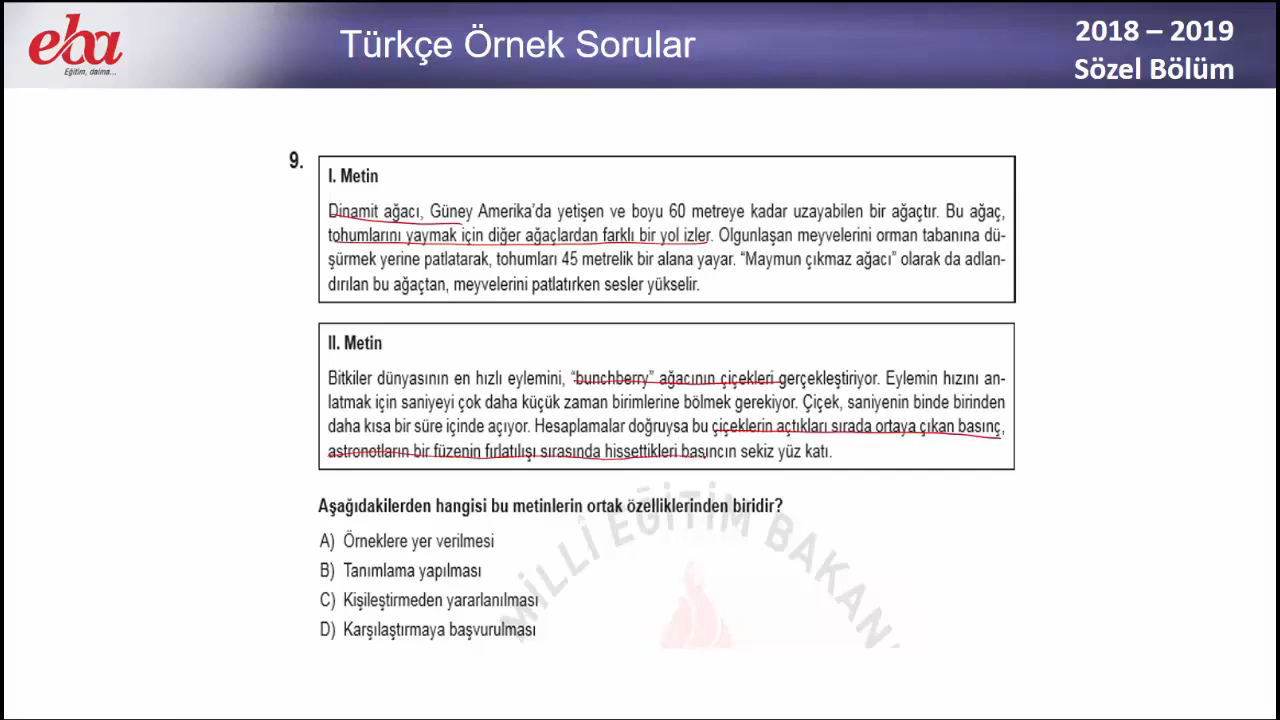 eba
Eğitim, daima...
Türkçe Örnek Sorular
2018 – 2019
Sözel Bölüm
9.
I. Metin
Dinamit ağacı, Güney Amerika’da yetişen ve boyu 60 metreye kadar uzayabilen bir ağaçtır. Bu ağaç,
tohumlarını yaymak için diğer ağaçlardan farklı bir yol izler. Olgunlaşan meyvelerini orman tabanına dü-
şürmek yerine patlatarak, tohumları 45 metrelik bir alana yayar. “Maymun çıkmaz ağacı” olarak da adlan-
dırılan bu ağaçtan, meyvelerini patlatırken sesler yükselir.
II. Metin
Bitkiler dünyasının en hızlı eylemini, “bunchberry” ağacının çiçekleri gerçekleştiriyor. Eylemin hızını an-
latmak için saniyeyi çok daha küçük zaman birimlerine bölmek gerekiyor. Çiçek, saniyenin binde birinden
daha kısa bir süre içinde açıyor. Hesaplamalar doğruysa bu çiçeklerin açtıkları sırada ortaya çıkan basınç,
astronotların bir füzenin fırlatılışı sırasında hissettikleri basıncın sekiz yüz katı.
Aşağıdakilerden hangisi bu metinlerin ortak özelliklerinden biridir?
A) Örneklere yer verilmesi
B) Tanımlama yapılması
C) Kişileştirmeden yararlanılması
D) Karşılaştırmaya başvurulması
MİLLÎ EĞİTİM BAKAN